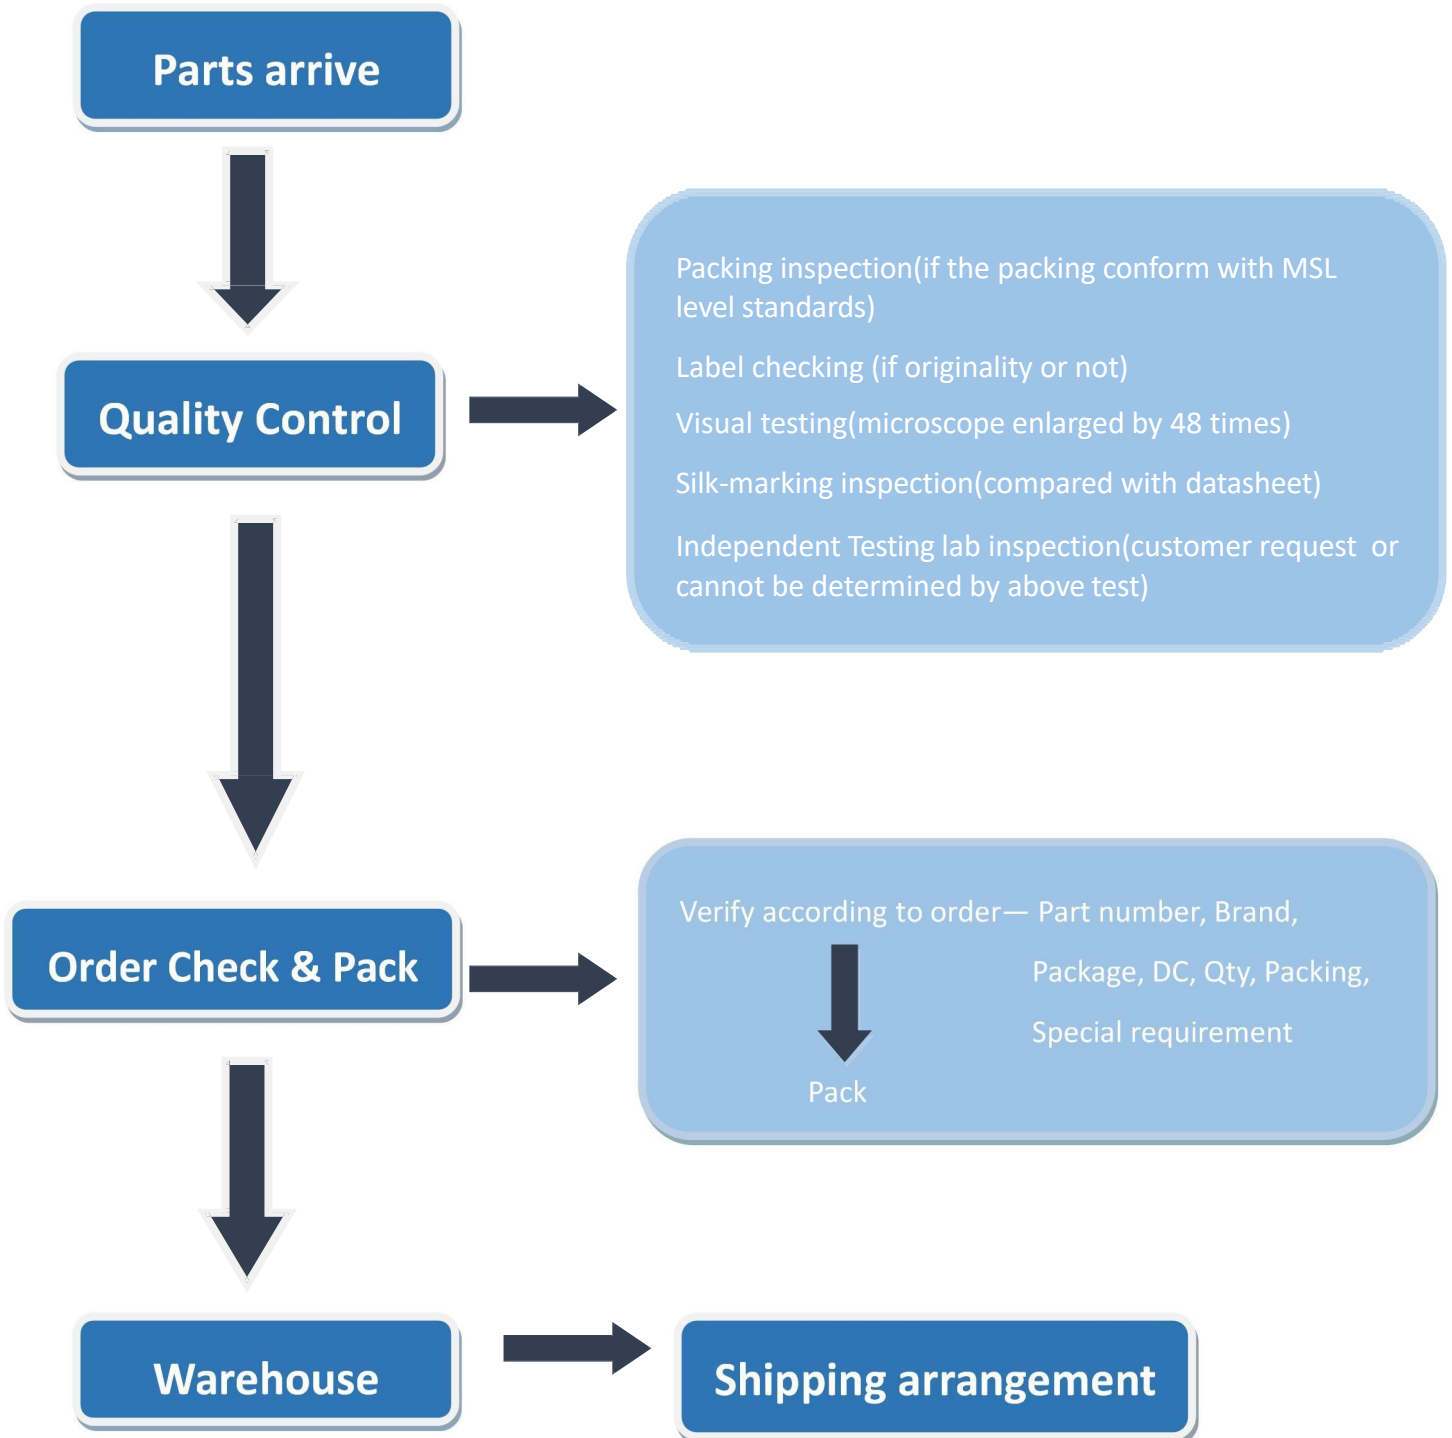 Parts arrive
Packing inspection(if the packing conform with MSL
level standards)
Label checking (if originality or not)
Quality Control
Visual testing(microscope enlarged by 48 times)
Silk-marking inspection(compared with datasheet)
Independent Testing lab inspection(customer request or
cannot be determined by above test)
Order Check & Pack
Verify according to order— Part number, Brand,
Package, DC, Qty, Packing,
Special requirement
Pack
Warehouse
Shipping arrangement